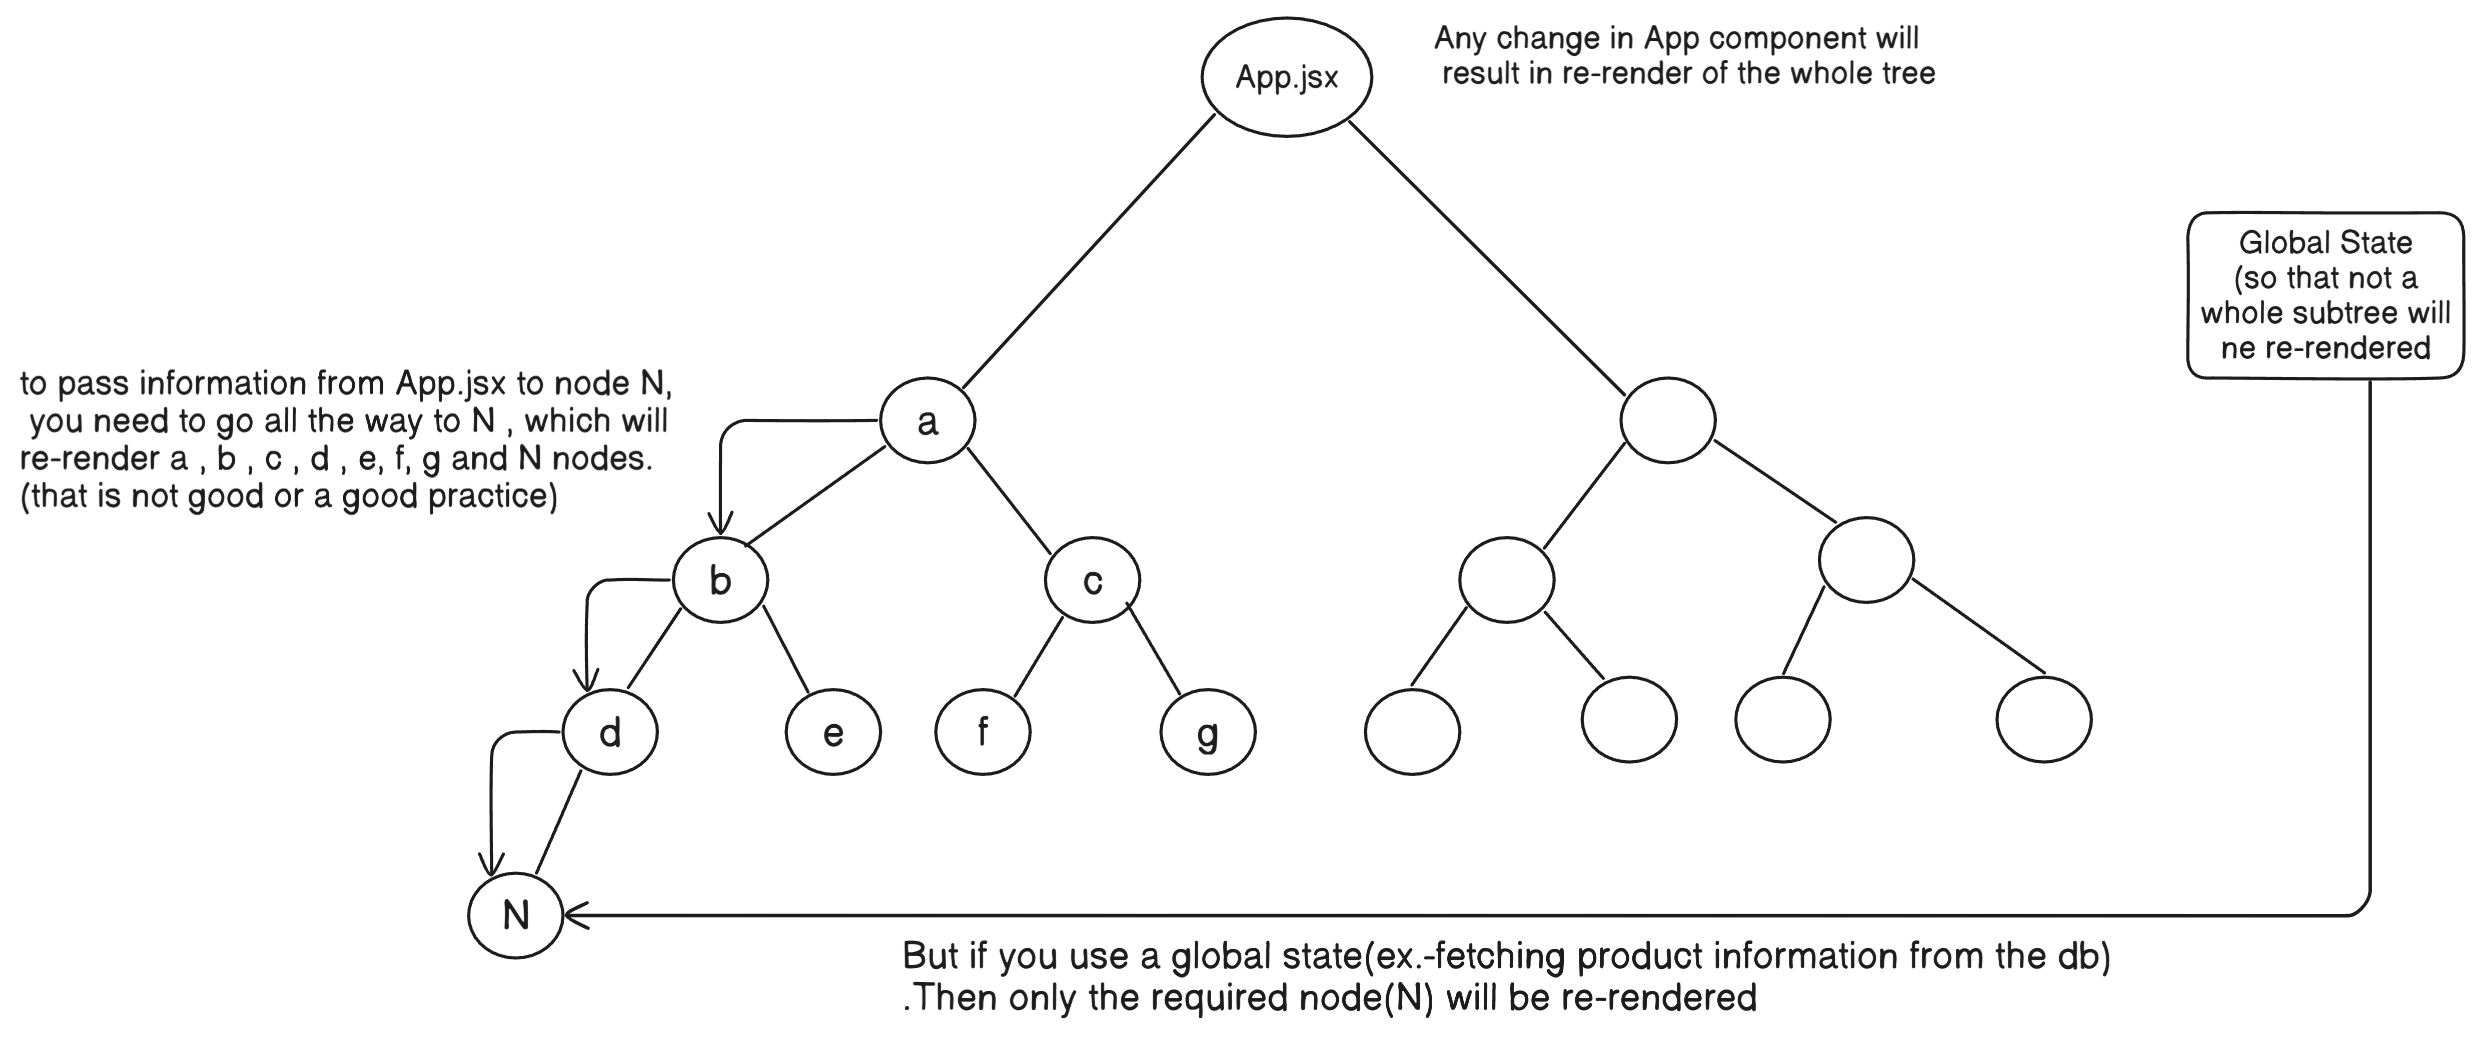 App.jsx
Any change in App component will
result in re-render of the whole tree
Global State
(so that not a
whole subtree will
ne re-rendered
to pass information from App.jsx to node N,
you need to go all the way to N , which will
re-render a , b , c , d , e, f, g and N nodes.
(that is not good or a good practice)
a
b
c
d
e
f
g
N
But if you use a global state(ex.-fetching product information from the db)
.Then only the required node(N) will be re-rendered